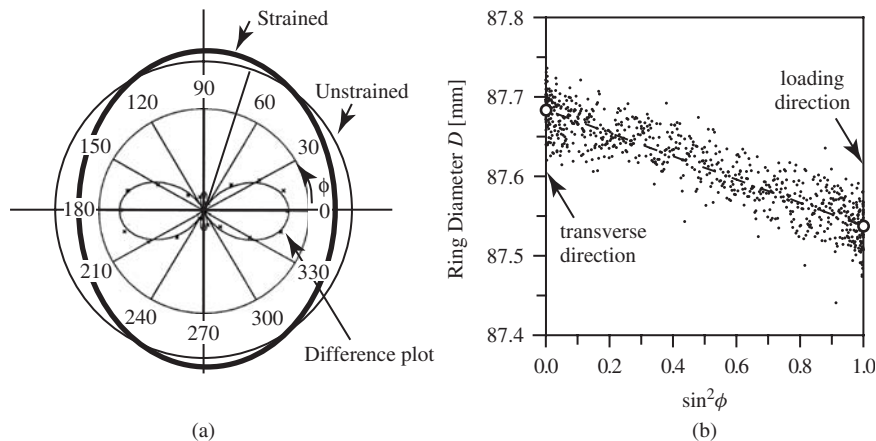 Strained
Unstrained
90
120
60
150
30
ϕ
180
0
210
330
240
300
270
Difference plot
(a)
87.8
87.7
87.6
87.5
87.4
Ring Diameter D [mm]
loading
direction
transverse
direction
0.0 0.2 0.4 0.6 0.8 1.0
sin²ϕ
(b)